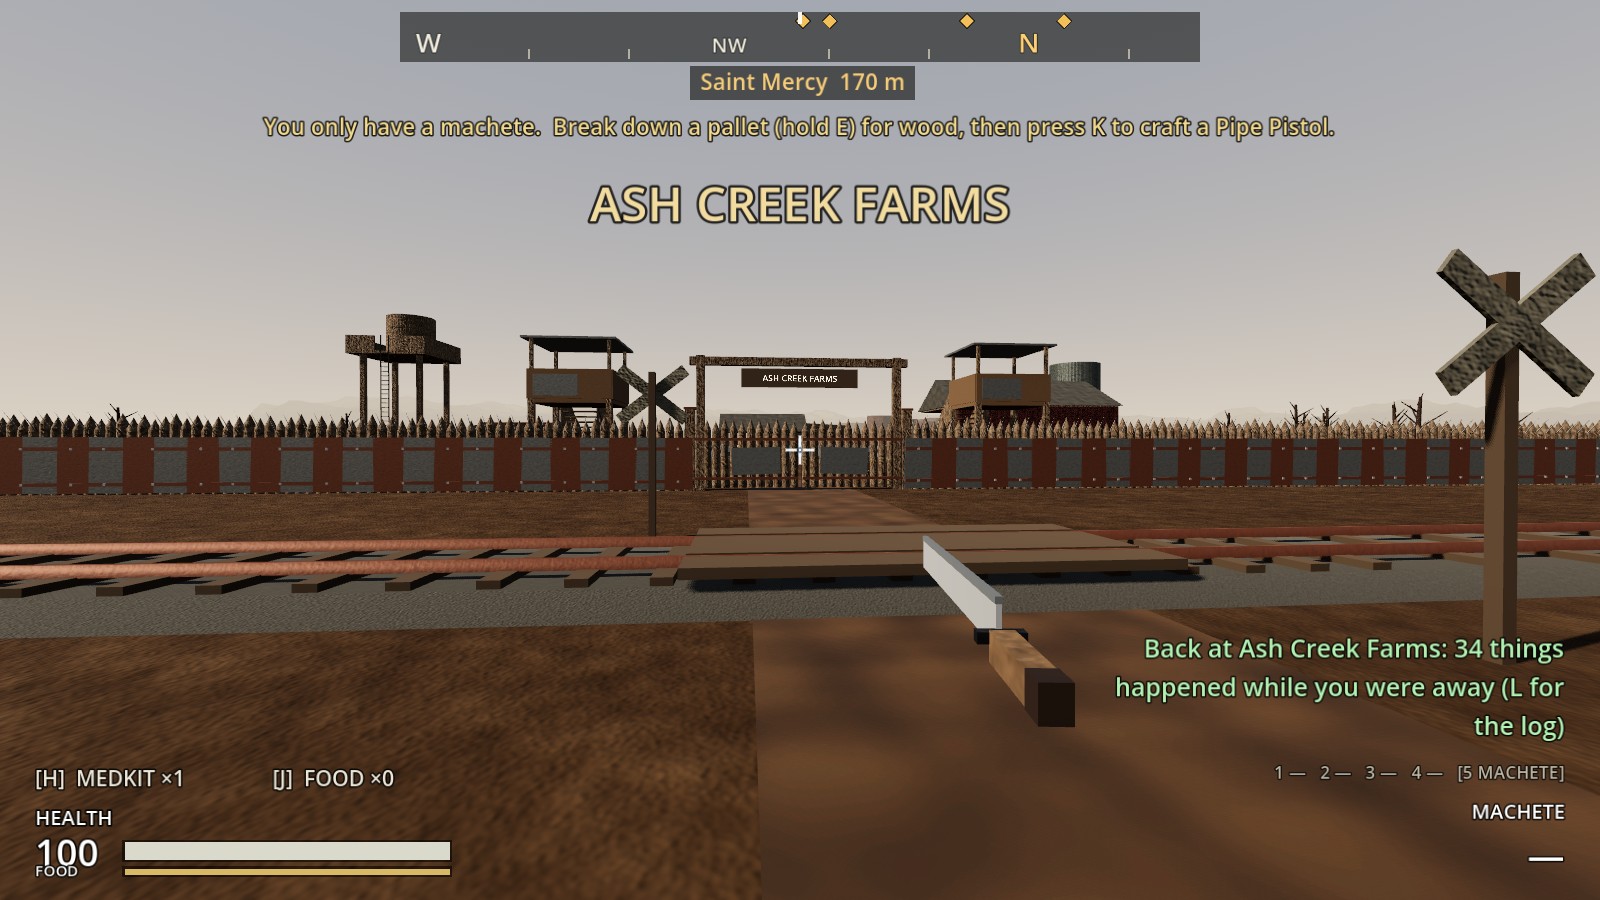 W NW N
Saint Mercy 170 m
You only have a machete. Break down a pallet (hold E) for wood, then press K to craft a Pipe Pistol.
ASH CREEK FARMS
ASH CREEK FARMS
Back at Ash Creek Farms: 34 things
happened while you were away (L for
the log)
[H] MEDKIT ×1 [J] FOOD ×0
1 — 2 — 3 — 4 — [5 MACHETE]
HEALTH
MACHETE
100
FOOD
—